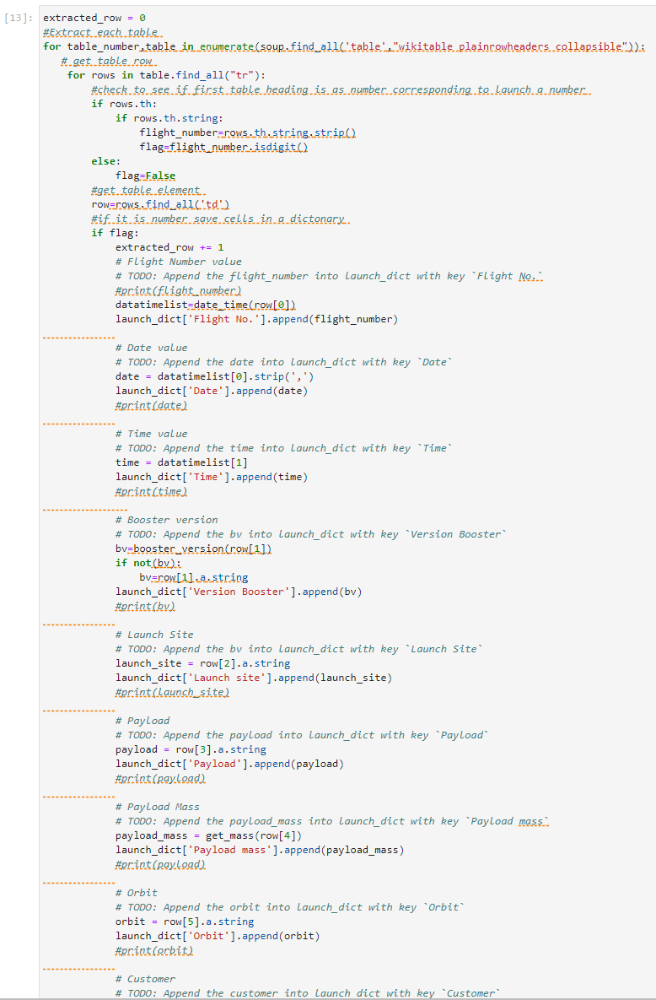 [13]: extracted_row = 0
#Extract each table
for table_number,table in enumerate(soup.find_all('table',"wikitable plainrowheaders collapsible")):
   # get table row
    for rows in table.find_all("tr"):
        #check to see if first table heading is as number corresponding to launch a number
        if rows.th:
            if rows.th.string:
                flight_number=rows.th.string.strip()
                flag=flight_number.isdigit()
        else:
            flag=False
        #get table element
        row=rows.find_all('td')
        #if it is number save cells in a dictonary
        if flag:
            extracted_row += 1
            # Flight Number value
            # TODO: Append the flight_number into launch_dict with key `Flight No.`
            #print(flight_number)
            datatimelist=date_time(row[0])
            launch_dict['Flight No.'].append(flight_number)
            # Date value
            # TODO: Append the date into launch_dict with key `Date`
            date = datatimelist[0].strip(',')
            launch_dict['Date'].append(date)
            #print(date)
            # Time value
            # TODO: Append the time into launch_dict with key `Time`
            time = datatimelist[1]
            launch_dict['Time'].append(time)
            #print(time)
            # Booster version
            # TODO: Append the bv into launch_dict with key `Version Booster`
            bv=booster_version(row[1])
            if not(bv):
                bv=row[1].a.string
            launch_dict['Version Booster'].append(bv)
            #print(bv)
            # Launch Site
            # TODO: Append the bv into launch_dict with key `Launch Site`
            launch_site = row[2].a.string
            launch_dict['Launch site'].append(launch_site)
            #print(launch_site)
            # Payload
            # TODO: Append the payload into launch_dict with key `Payload`
            payload = row[3].a.string
            launch_dict['Payload'].append(payload)
            #print(payload)
            # Payload Mass
            # TODO: Append the payload_mass into launch_dict with key `Payload mass`
            payload_mass = get_mass(row[4])
            launch_dict['Payload mass'].append(payload_mass)
            #print(payload)
            # Orbit
            # TODO: Append the orbit into launch_dict with key `Orbit`
            orbit = row[5].a.string
            launch_dict['Orbit'].append(orbit)
            #print(orbit)
            # Customer
            # TODO: Append the customer into launch_dict with key `Customer`